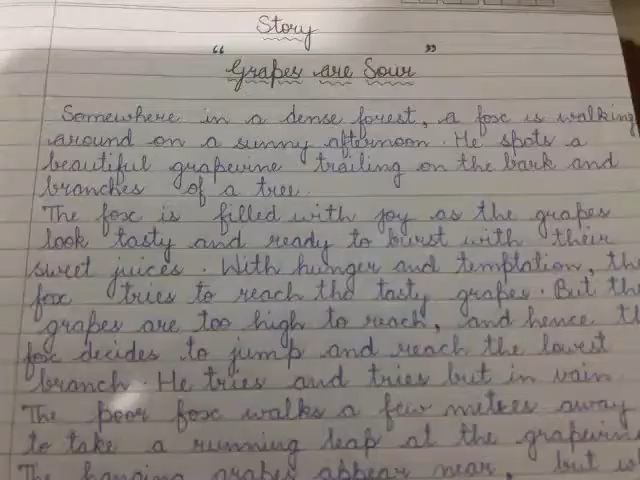 Story
“ ”
Grapes are Sour
Somewhere in a dense forest, a fox is walking
around on a sunny afternoon. He spots a
beautiful grapevine trailing on the bark and
branches of a tree.
The fox is filled with joy as the grapes
look tasty and ready to burst with their
sweet juices. With hunger and temptation, the
fox tries to reach the tasty grapes. But the
grapes are too high to reach, and hence
fox decides to jump and reach the lowest
branch. He tries and tries but in vain
The poor fox walks a few metres away
to take a running leap at the grapevine
The hanging grapes appear near, but